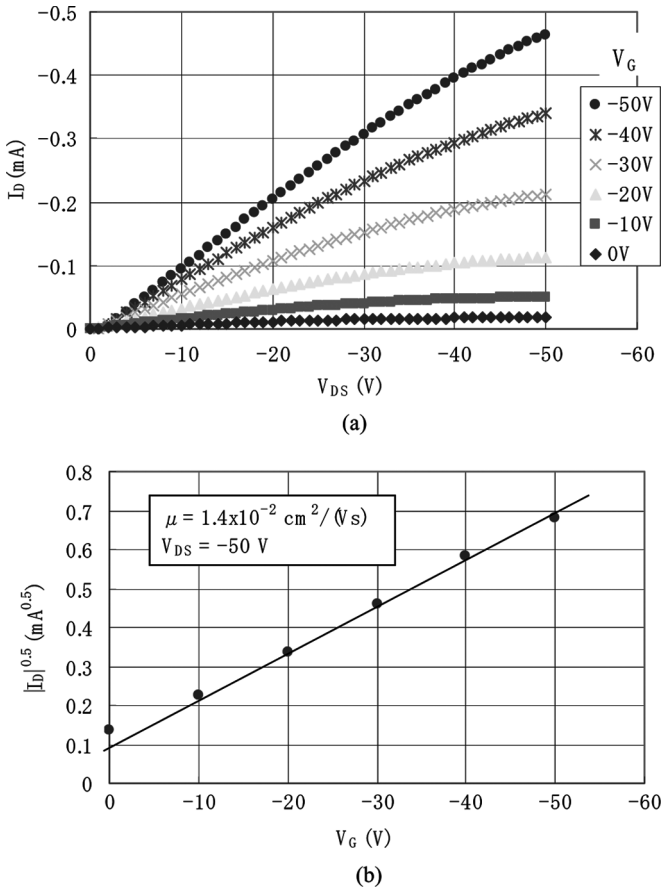 -0.5
-0.4
-0.3
-0.2
-0.1
0
I_D (mA)
0 -10 -20 -30 -40 -50 -60
V_DS (V)
V_G
-50V
-40V
-30V
-20V
-10V
0V
(a)
0.8
0.7
0.6
0.5
0.4
0.3
0.2
0.1
0
|I_D|^0.5 (mA^0.5)
μ = 1.4x10^-2 cm^2/(Vs)
V_DS = -50 V
0 -10 -20 -30 -40 -50 -60
V_G (V)
(b)